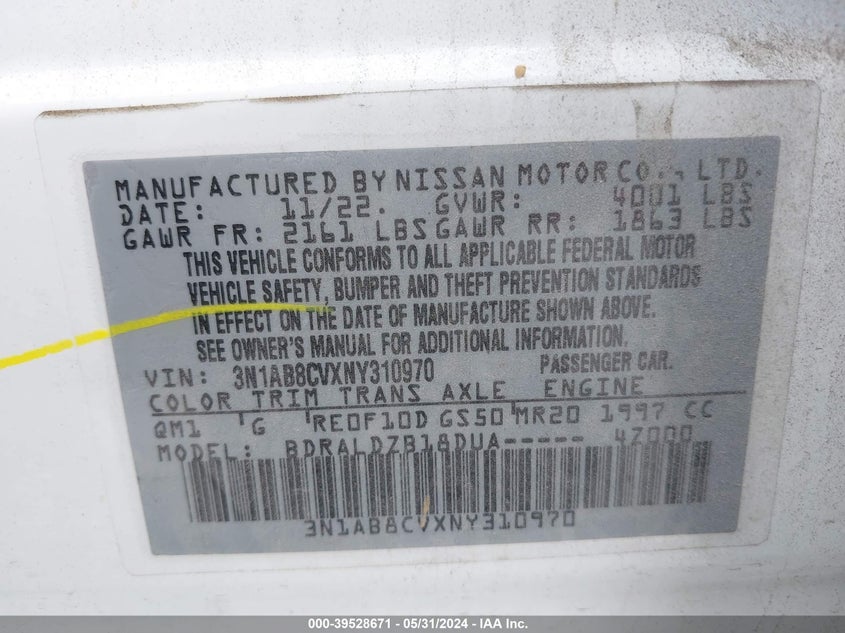 MANUFACTURED BY NISSAN MOTOR CO., LTD.
DATE: 11/22. GVWR: 4001 LBS
GAWR FR: 2161 LBS GAWR RR: 1863 LBS
THIS VEHICLE CONFORMS TO ALL APPLICABLE FEDERAL MOTOR
VEHICLE SAFETY, BUMPER AND THEFT PREVENTION STANDARDS
IN EFFECT ON THE DATE OF MANUFACTURE SHOWN ABOVE.
SEE OWNER'S MANUAL FOR ADDITIONAL INFORMATION.
VIN: 3N1AB8CVXNY310970 PASSENGER CAR.
COLOR TRIM TRANS AXLE ENGINE
QM1 G RE0F10D GS50 MR20 1997 CC
MODEL: BDRALDZB18DUA----- 4Z000
3N1AB8CVXNY310970
000-39528671 - 05/31/2024 - IAA Inc.